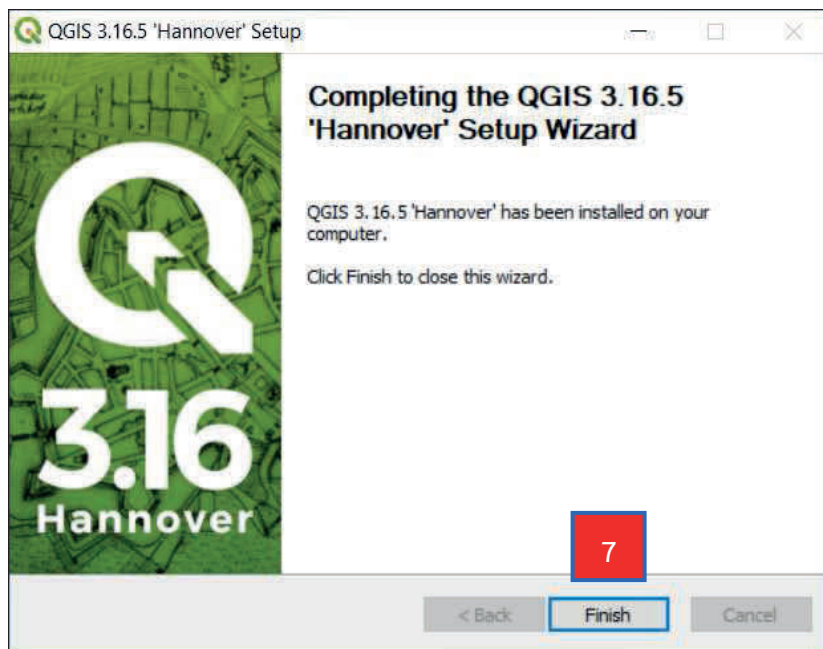 QGIS 3.16.5 'Hannover' Setup
Completing the QGIS 3.16.5
'Hannover' Setup Wizard
QGIS 3.16.5 'Hannover' has been installed on your
computer.
Click Finish to close this wizard.
3.16
Hannover
7
< Back
Finish
Cancel